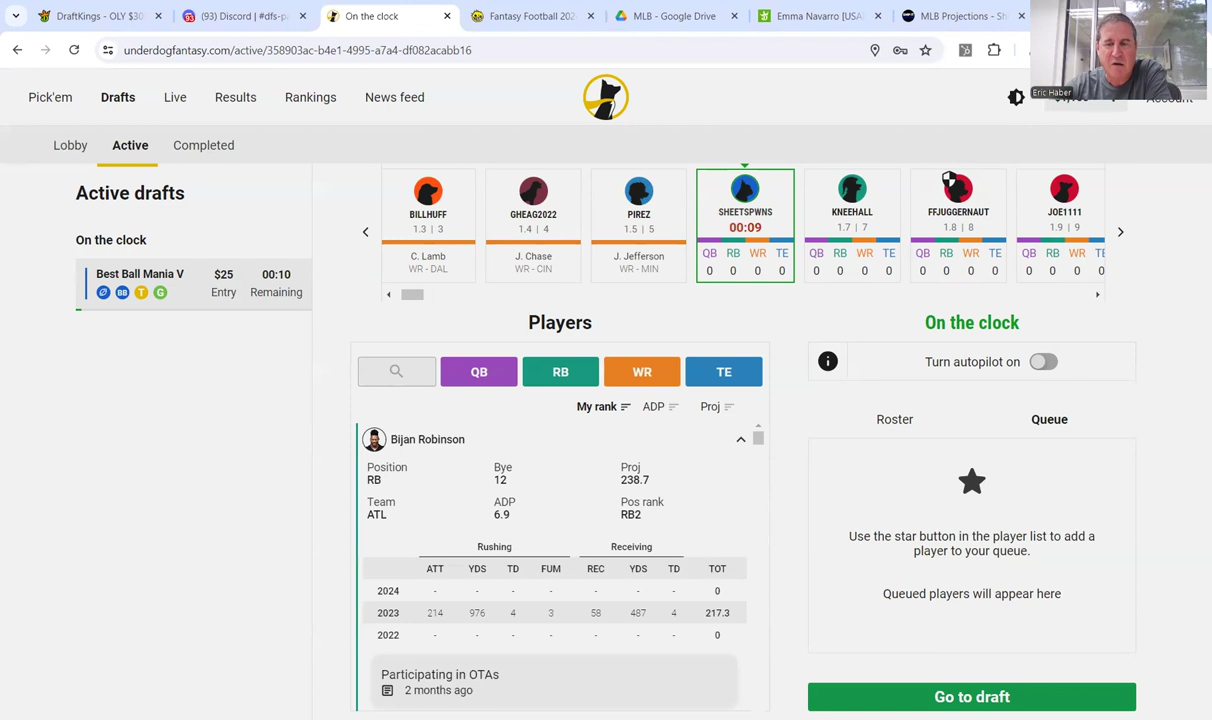 DraftKings - OLY $30
(93) Discord | #dfs-p
On the clock
Fantasy Football 202
MLB - Google Drive
Emma Navarro [USA
MLB Projections - Sh
underdogfantasy.com/active/358903ac-b4e1-4995-a7a4-df082acabb16
Eric Haber
Pick'em
Drafts
Live
Results
Rankings
News feed
Account
Lobby
Active
Completed
Active drafts
On the clock
Best Ball Mania V
$25
00:10
BB T G
Entry
Remaining
BILLHUFF
GHEAG2022
PIREZ
SHEETSPWNS
KNEEHALL
FFJUGGERNAUT
JOE1111
1.3 | 3
1.4 | 4
1.5 | 5
00:09
1.7 | 7
1.8 | 8
1.9 | 9
C. Lamb
J. Chase
J. Jefferson
QB RB WR TE
QB RB WR TE
QB RB WR TE
QB RB WR TE
WR - DAL
WR - CIN
WR - MIN
0 0 0 0
0 0 0 0
0 0 0 0
0 0 0 0
Players
QB
RB
WR
TE
My rank
ADP
Proj
Bijan Robinson
Position
Bye
Proj
RB
12
238.7
Team
ADP
Pos rank
ATL
6.9
RB2
Rushing
Receiving
ATT YDS TD FUM REC YDS TD TOT
2024 - - - - - - - 0
2023 214 976 4 3 58 487 4 217.3
2022 - - - - - - - 0
Participating in OTAs
2 months ago
On the clock
Turn autopilot on
Roster
Queue
Use the star button in the player list to add a
player to your queue.
Queued players will appear here
Go to draft